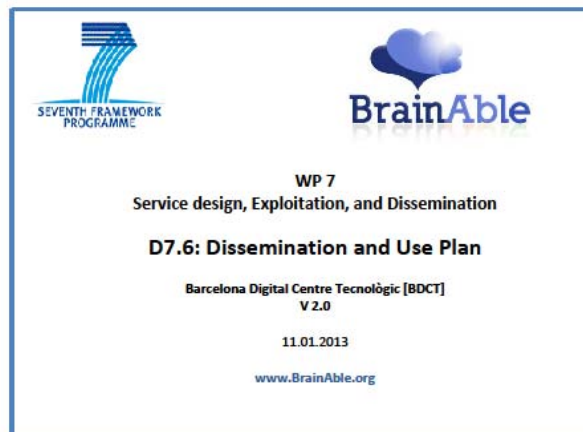 SEVENTH FRAMEWORK
PROGRAMME
BrainAble
WP 7
Service design, Exploitation, and Dissemination
D7.6: Dissemination and Use Plan
Barcelona Digital Centre Tecnològic [BDCT]
V 2.0
11.01.2013
www.BrainAble.org